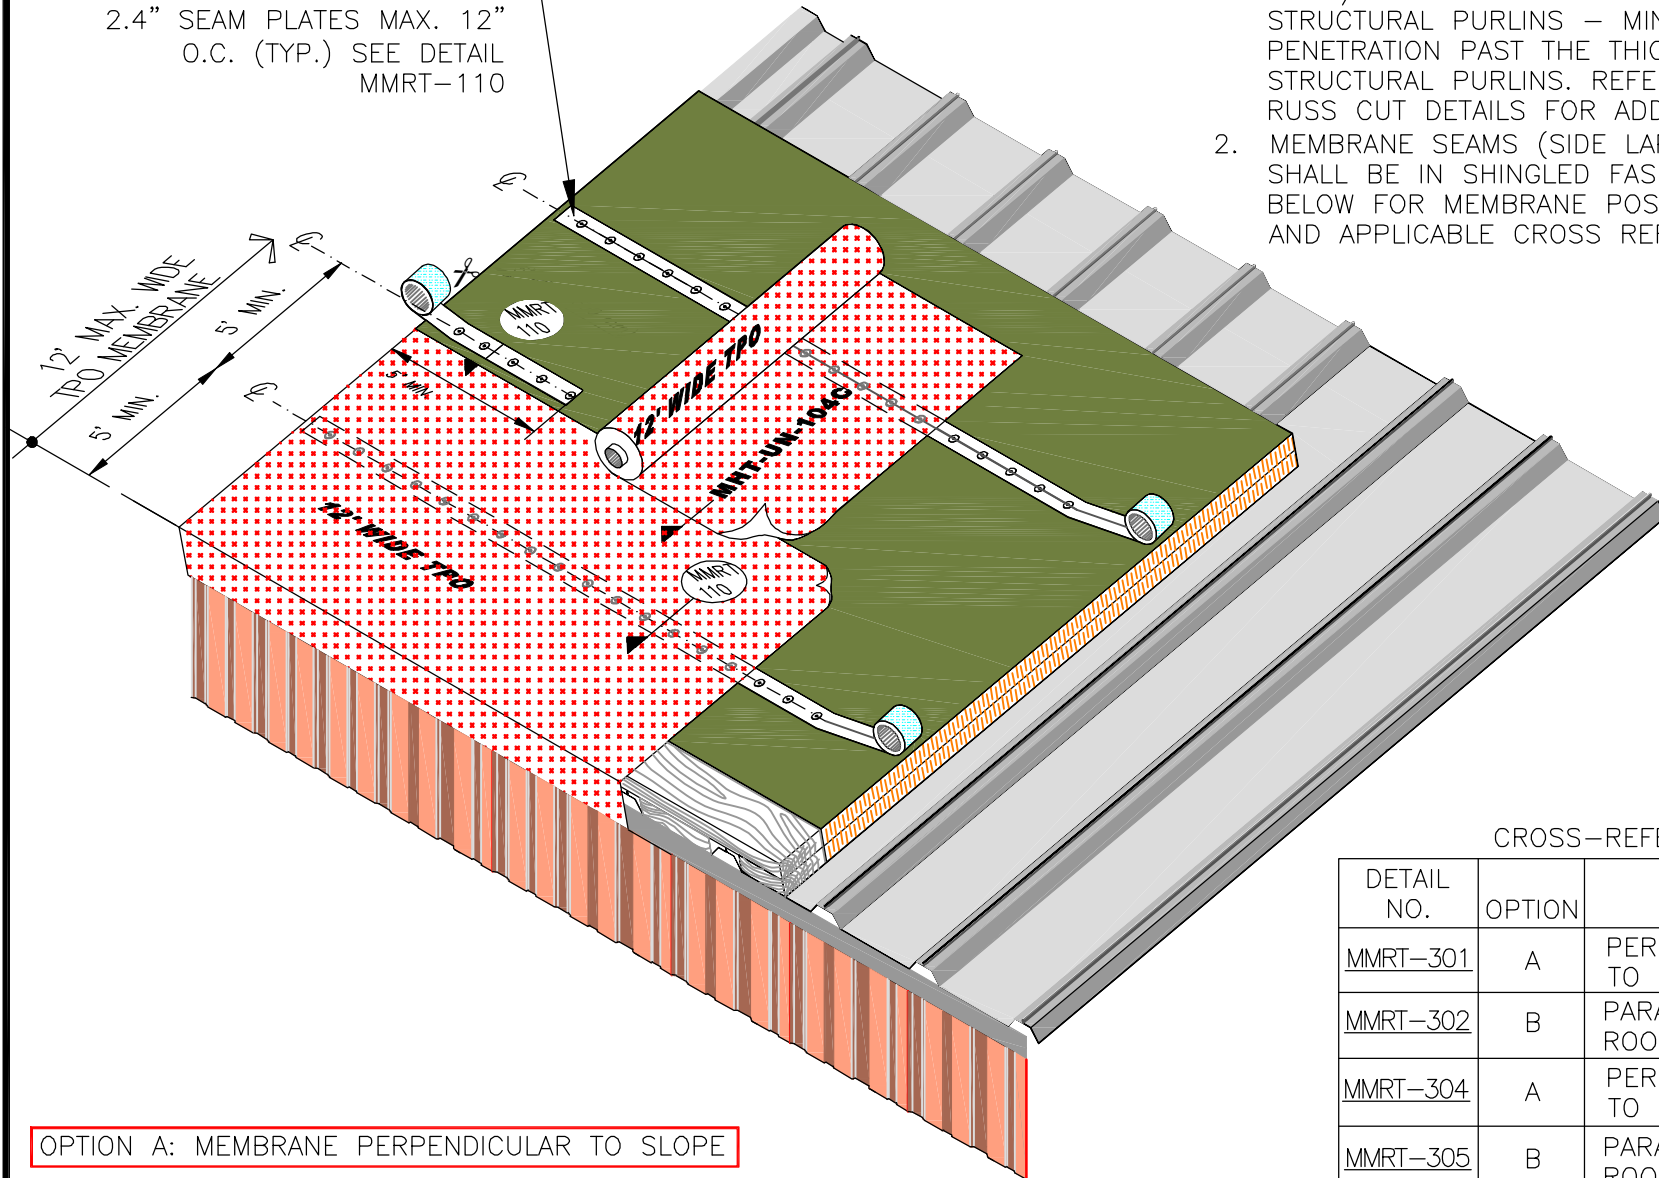 2.4” SEAM PLATES MAX. 12”
O.C. (TYP.) SEE DETAIL
MMRT–110
STRUCTURAL PURLINS – MIN
PENETRATION PAST THE THIC
STRUCTURAL PURLINS. REFE
RUSS CUT DETAILS FOR ADD
2. MEMBRANE SEAMS (SIDE LAP
SHALL BE IN SHINGLED FAS
BELOW FOR MEMBRANE POS
AND APPLICABLE CROSS REF
12' MAX. WIDE
TPO MEMBRANE
5' MIN.
5' MIN.
5' MIN
MMRT
110
12' WIDE TPO
MHT-UN-104C
12' WIDE TPO
MMRT
110
OPTION A: MEMBRANE PERPENDICULAR TO SLOPE
CROSS–REFE
DETAIL
NO.
OPTION
MMRT–301 A PER
TO
MMRT–302 B PARA
ROO
MMRT–304 A PER
TO
MMRT–305 B PARA
ROO